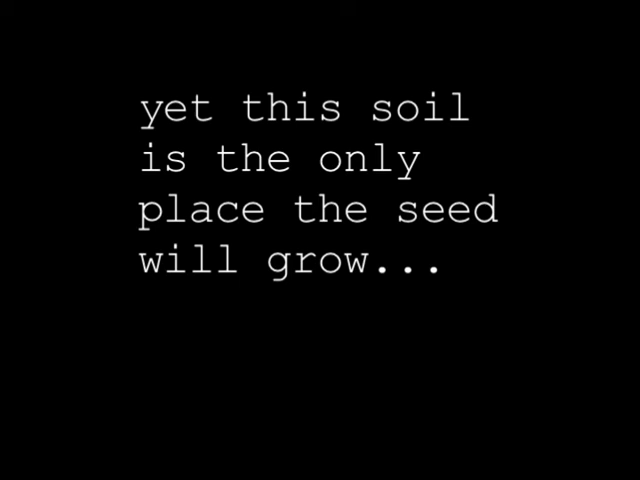 yet this soil
is the only
place the seed
will grow...